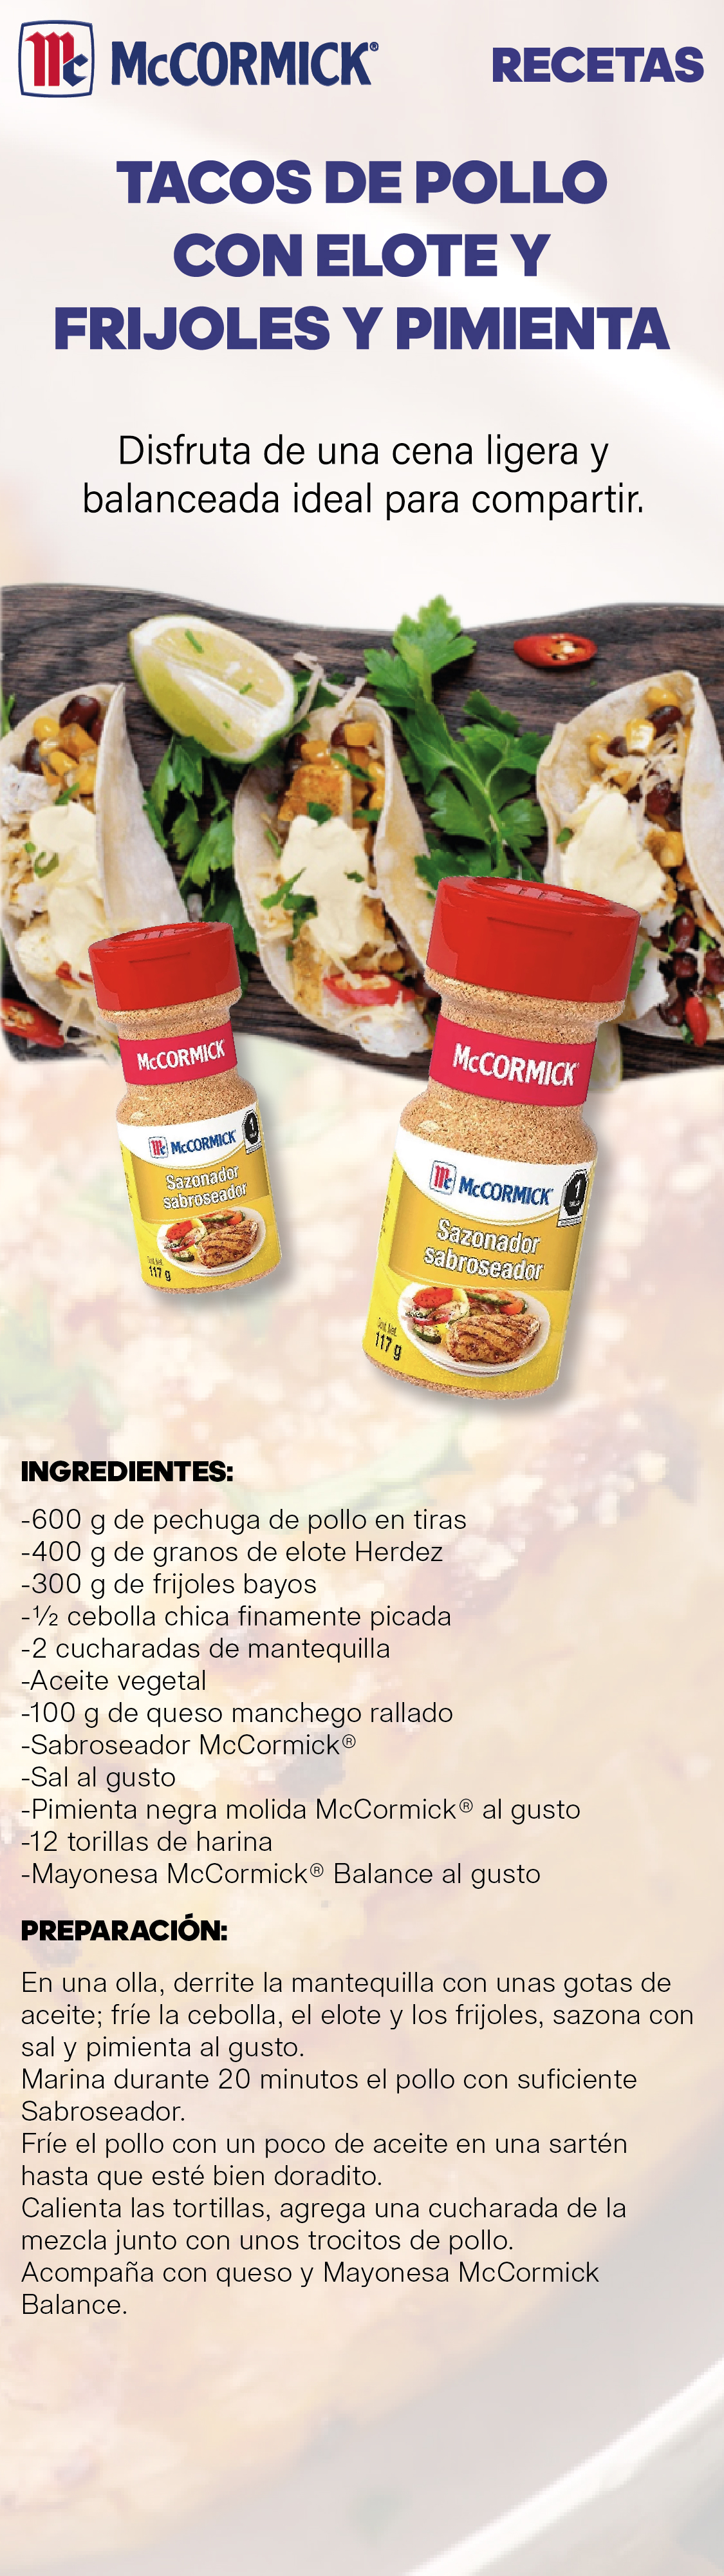 McCORMICK®
RECETAS
TACOS DE POLLO
CON ELOTE Y
FRIJOLES Y PIMIENTA
Disfruta de una cena ligera y
balanceada ideal para compartir.
McCORMICK
McCORMICK
Sazonador
sabroseador
Cont. Net.
117 g
McCORMICK
McCORMICK
Sazonador
sabroseador
Cont. Net.
117 g
INGREDIENTES:
-600 g de pechuga de pollo en tiras
-400 g de granos de elote Herdez
-300 g de frijoles bayos
-½ cebolla chica finamente picada
-2 cucharadas de mantequilla
-Aceite vegetal
-100 g de queso manchego rallado
-Sabroseador McCormick®
-Sal al gusto
-Pimienta negra molida McCormick® al gusto
-12 torillas de harina
-Mayonesa McCormick® Balance al gusto
PREPARACIÓN:
En una olla, derrite la mantequilla con unas gotas de
aceite; fríe la cebolla, el elote y los frijoles, sazona con
sal y pimienta al gusto.
Marina durante 20 minutos el pollo con suficiente
Sabroseador.
Fríe el pollo con un poco de aceite en una sartén
hasta que esté bien doradito.
Calienta las tortillas, agrega una cucharada de la
mezcla junto con unos trocitos de pollo.
Acompaña con queso y Mayonesa McCormick
Balance.